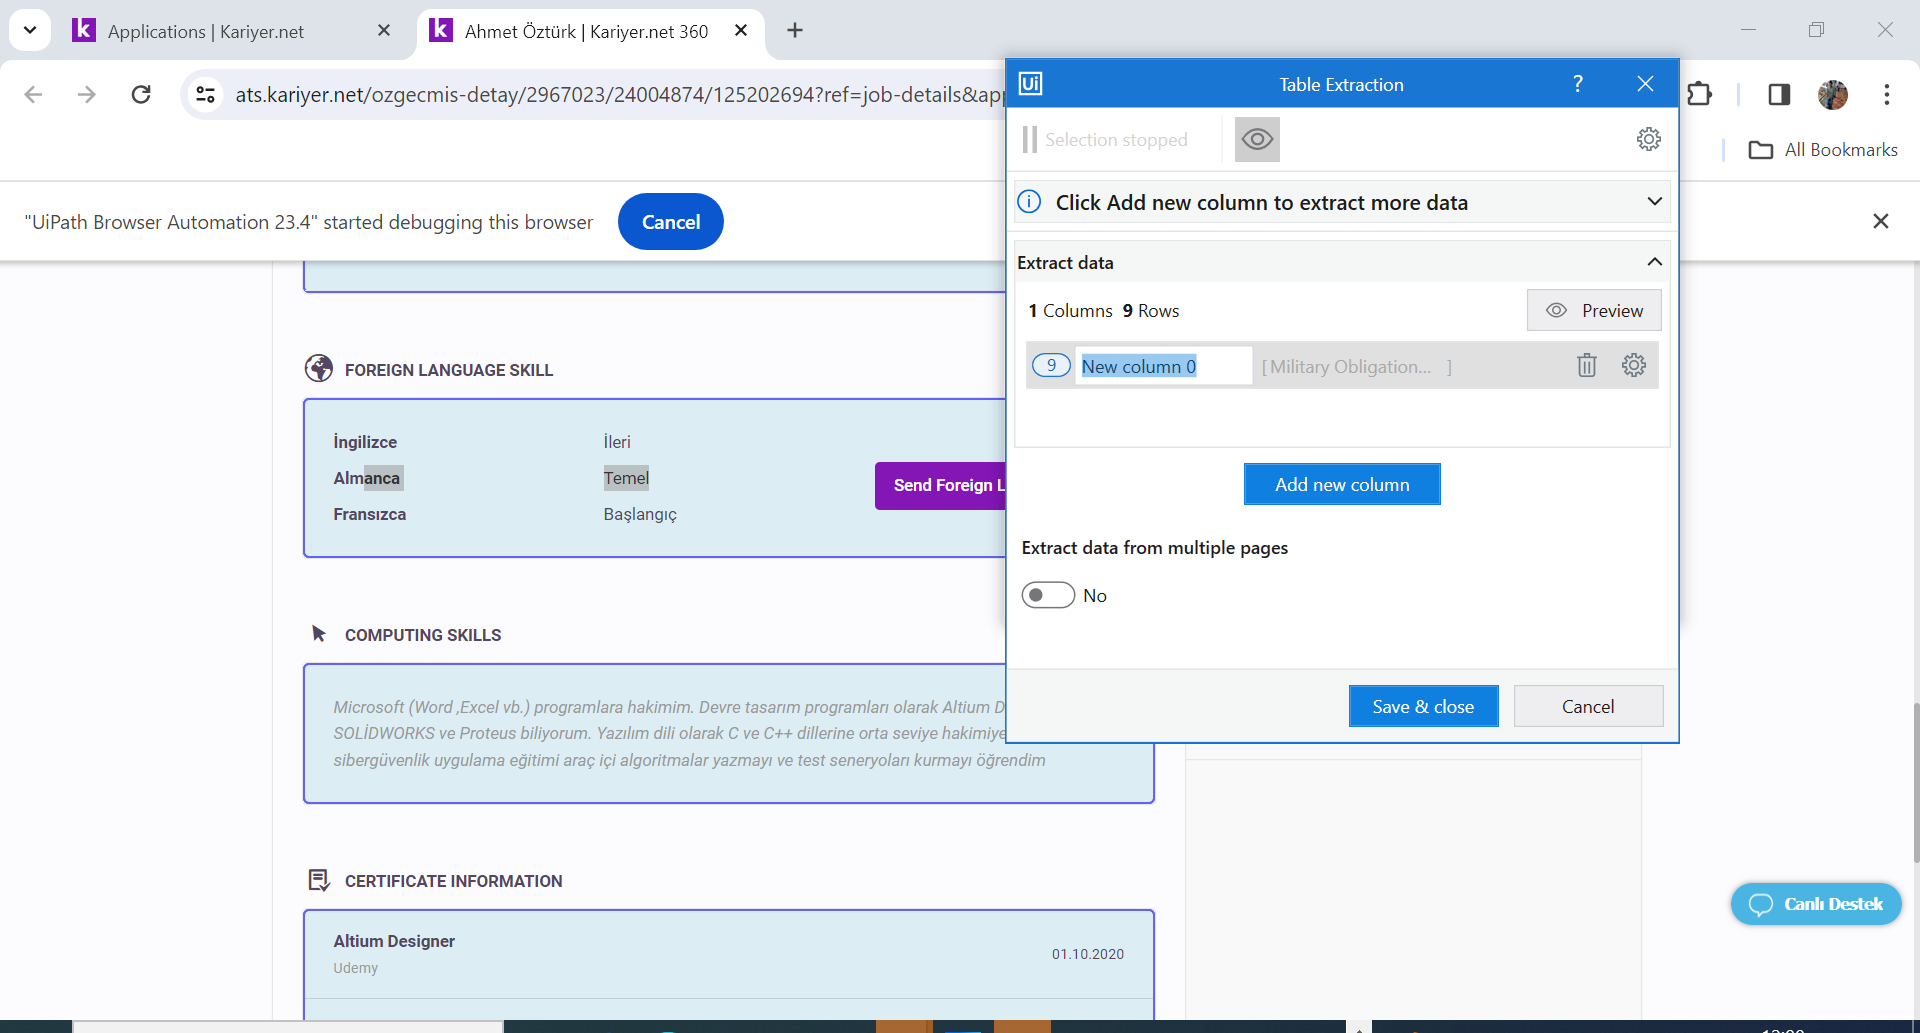 Applications | Kariyer.net
Ahmet Öztürk | Kariyer.net 360
ats.kariyer.net/ozgecmis-detay/2967023/24004874/125202694?ref=job-details&ap
All Bookmarks
"UiPath Browser Automation 23.4" started debugging this browser
Cancel
Ui
Table Extraction
?
Selection stopped
Click Add new column to extract more data
Extract data
1 Columns 9 Rows
Preview
9 New column 0 [ Military Obligation... ]
Add new column
Extract data from multiple pages
No
Save & close
Cancel
FOREIGN LANGUAGE SKILL
İngilizce İleri
Almanca Temel
Fransızca Başlangıç
Send Foreign L
COMPUTING SKILLS
Microsoft (Word ,Excel vb.) programlara hakimim. Devre tasarım programları olarak Altium D
SOLİDWORKS ve Proteus biliyorum. Yazılım dili olarak C ve C++ dillerine orta seviye hakimiye
sibergüvenlik uygulama eğitimi araç içi algoritmalar yazmayı ve test seneryoları kurmayı öğrendim
CERTIFICATE INFORMATION
Altium Designer
Udemy
01.10.2020
Canlı Destek